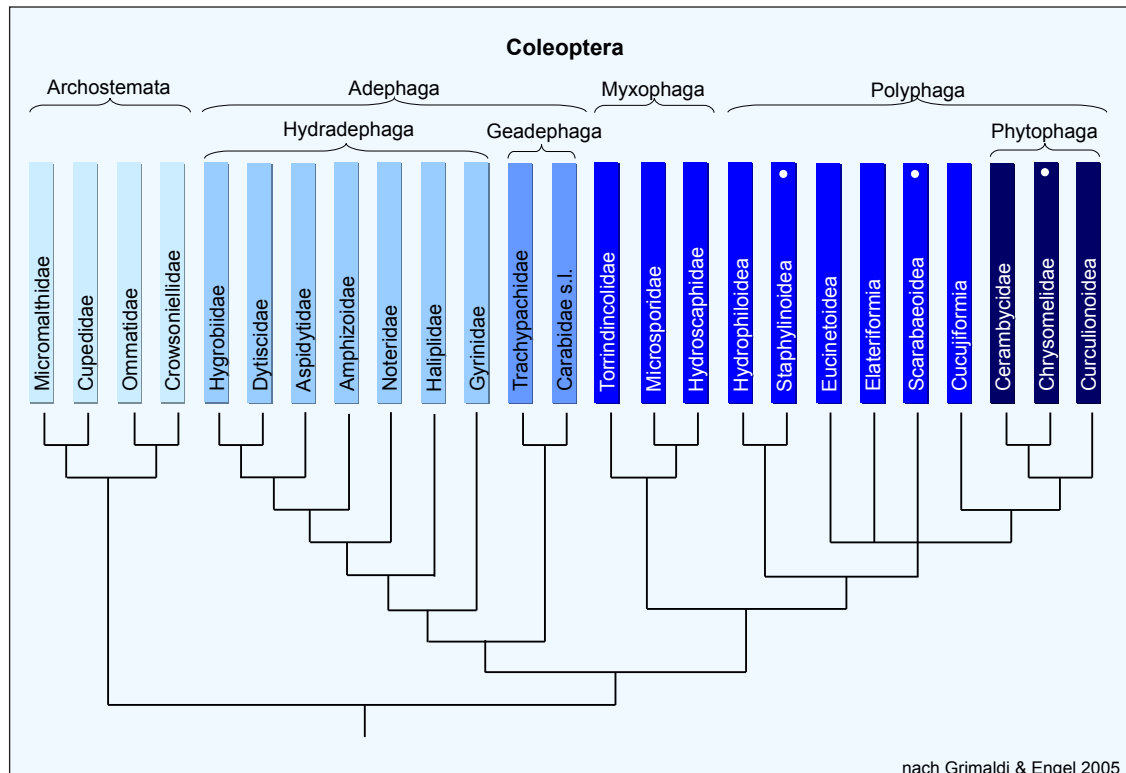 Coleoptera
Archostemata
Adephaga
Myxophaga
Polyphaga
Hydradephaga
Geadephaga
Phytophaga
Micromalthidae
Cupedidae
Ommatidae
Crowsoniellidae
Hygrobiidae
Dytiscidae
Aspidytidae
Amphizoidae
Noteridae
Haliplidae
Gyrinidae
Trachypachidae
Carabidae s.l.
Torrindincolidae
Microsporidae
Hydroscaphidae
Hydrophiloidea
Staphylinoidea
Eucinetoidea
Elateriformia
Scarabaeoidea
Cucujiformia
Cerambycidae
Chrysomelidae
Curculionoidea
nach Grimaldi & Engel 2005